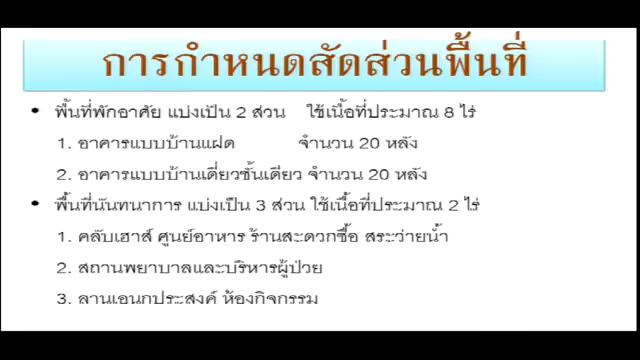 การกำหนดสัดส่วนพื้นที่
• พื้นที่พักอาศัย แบ่งเป็น 2 ส่วน ใช้เนื้อที่ประมาณ 8 ไร่
1. อาคารแบบบ้านแฝด จำนวน 20 หลัง
2. อาคารแบบบ้านเดี่ยวชั้นเดียว จำนวน 20 หลัง
• พื้นที่นันทนาการ แบ่งเป็น 3 ส่วน ใช้เนื้อที่ประมาณ 2 ไร่
1. คลับเฮาส์ ศูนย์อาหาร ร้านสะดวกซื้อ สระว่ายน้ำ
2. สถานพยาบาลและบริหารผู้ป่วย
3. ลานเอนกประสงค์ ห้องกิจกรรม